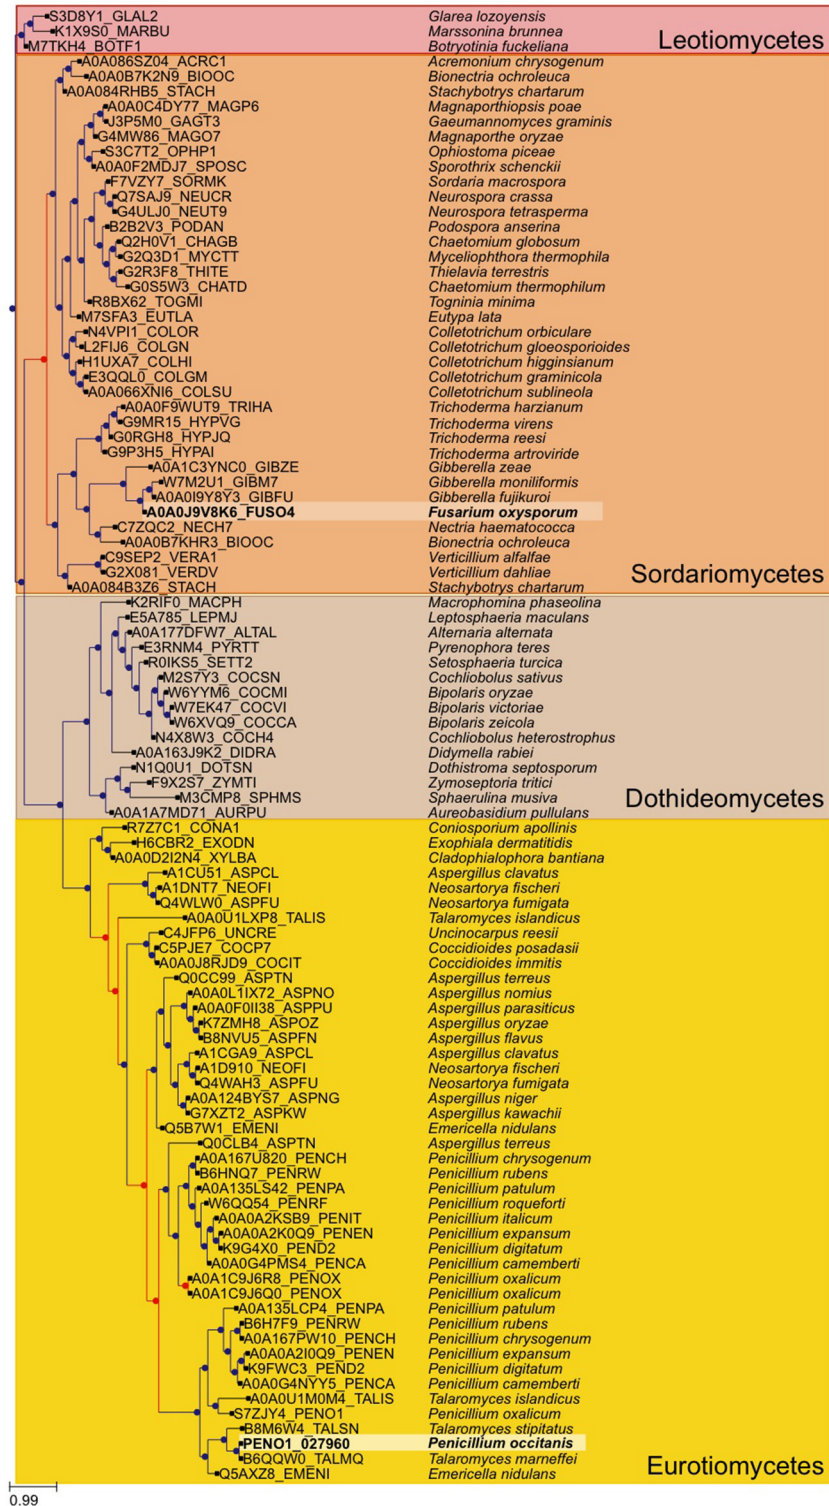 S3D8Y1_GLAL2 Glarea lozoyensis
K1X9S0_MARBU Marssonina brunnea
M7TKH4_BOTF1 Botryotinia fuckeliana
Leotiomycetes
A0A086SZ04_ACRC1 Acremonium chrysogenum
A0A0B7K2N9_BIOOC Bionectria ochroleuca
A0A084RHB5_STACH Stachybotrys chartarum
A0A0C4DY77_MAGP6 Magnaporthiopsis poae
J3P5M0_GAGT3 Gaeumannomyces graminis
G4MW86_MAGO7 Magnaporthe oryzae
S3C7T2_OPHP1 Ophiostoma piceae
A0A0F2MDJ7_SPOSC Sporothrix schenckii
F7VZY7_SORMK Sordaria macrospora
Q7SAJ9_NEUCR Neurospora crassa
G4ULJ0_NEUT9 Neurospora tetrasperma
B2B2V3_PODAN Podospora anserina
Q2H0V1_CHAGB Chaetomium globosum
G2Q3D1_MYCTT Myceliophthora thermophila
G2R3F8_THITE Thielavia terrestris
G0S5W3_CHATD Chaetomium thermophilum
R8BX62_TOGMI Togninia minima
M7SFA3_EUTLA Eutypa lata
N4VPI1_COLOR Colletotrichum orbiculare
L2FIJ6_COLGN Colletotrichum gloeosporioides
H1UXA7_COLHI Colletotrichum higginsianum
E3QQL0_COLGM Colletotrichum graminicola
A0A066XNI6_COLSU Colletotrichum sublineola
A0A0F9WUT9_TRIHA Trichoderma harzianum
G9MR15_HYPVG Trichoderma virens
G0RGH8_HYPJQ Trichoderma reesi
G9P3H5_HYPAI Trichoderma artroviride
A0A1C3YNC0_GIBZE Gibberella zeae
W7M2U1_GIBM7 Gibberella moniliformis
A0A0I9Y8Y3_GIBFU Gibberella fujikuroi
A0A0J9V8K6_FUSO4 Fusarium oxysporum
C7ZQC2_NECH7 Nectria haematococca
A0A0B7KHR3_BIOOC Bionectria ochroleuca
C9SEP2_VERA1 Verticillium alfalfae
G2X081_VERDV Verticillium dahliae
A0A084B3Z6_STACH Stachybotrys chartarum
Sordariomycetes
K2RIF0_MACPH Macrophomina phaseolina
E5A785_LEPMJ Leptosphaeria maculans
A0A177DFW7_ALTAL Alternaria alternata
E3RNM4_PYRTT Pyrenophora teres
R0IKS5_SETT2 Setosphaeria turcica
M2S7Y3_COCSN Cochliobolus sativus
W6YYM6_COCMI Bipolaris oryzae
W7EK47_COCVI Bipolaris victoriae
W6XVQ9_COCCA Bipolaris zeicola
N4X8W3_COCH4 Cochliobolus heterostrophus
A0A163J9K2_DIDRA Didymella rabiei
N1Q0U1_DOTSN Dothistroma septosporum
F9X2S7_ZYMTI Zymoseptoria tritici
M3CMP8_SPHMS Sphaerulina musiva
A0A1A7MD71_AURPU Aureobasidium pullulans
Dothideomycetes
R7Z7C1_CONA1 Coniosporium apollinis
H6CBR2_EXODN Exophiala dermatitidis
A0A0D2I2N4_XYLBA Cladophialophora bantiana
A1CU51_ASPCL Aspergillus clavatus
A1DNT7_NEOFI Neosartorya fischeri
Q4WLW0_ASPFU Neosartorya fumigata
A0A0U1LXP8_TALIS Talaromyces islandicus
C4JFP6_UNCRE Uncinocarpus reesii
C5PJE7_COCP7 Coccidioides posadasii
A0A0J8RJD9_COCIT Coccidioides immitis
Q0CC99_ASPTN Aspergillus terreus
A0A0L1IX72_ASPNO Aspergillus nomius
A0A0F0II38_ASPPU Aspergillus parasiticus
K7ZMH8_ASPOZ Aspergillus oryzae
B8NVU5_ASPFN Aspergillus flavus
A1CGA9_ASPCL Aspergillus clavatus
A1D910_NEOFI Neosartorya fischeri
Q4WAH3_ASPFU Neosartorya fumigata
A0A124BYS7_ASPNG Aspergillus niger
G7XZT2_ASPKW Aspergillus kawachii
Q5B7W1_EMENI Emericella nidulans
Q0CLB4_ASPTN Aspergillus terreus
A0A167U820_PENCH Penicillium chrysogenum
B6HNQ7_PENRW Penicillium rubens
A0A135LS42_PENPA Penicillium patulum
W6QQ54_PENRF Penicillium roqueforti
A0A0A2KSB9_PENIT Penicillium italicum
A0A0A2K0Q9_PENEN Penicillium expansum
K9G4X0_PEND2 Penicillium digitatum
A0A0G4PMS4_PENCA Penicillium camemberti
A0A1C9J6R8_PENOX Penicillium oxalicum
A0A1C9J6Q0_PENOX Penicillium oxalicum
A0A135LCP4_PENPA Penicillium patulum
B6H7F9_PENRW Penicillium rubens
A0A167PW10_PENCH Penicillium chrysogenum
A0A0A2I0Q9_PENEN Penicillium expansum
K9FWC3_PEND2 Penicillium digitatum
A0A0G4NYY5_PENCA Penicillium camemberti
A0A0U1M0M4_TALIS Talaromyces islandicus
S7ZJY4_PENO1 Penicillium oxalicum
B8M6W4_TALSN Talaromyces stipitatus
PENO1_027960 Penicillium occitanis
B6QQW0_TALMQ Talaromyces marneffei
Q5AXZ8_EMENI Emericella nidulans
Eurotiomycetes
0.99